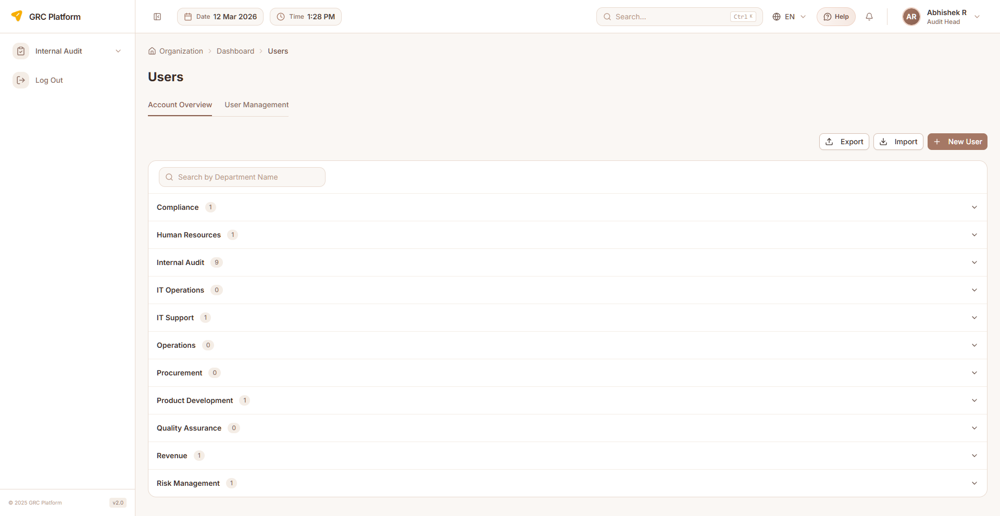 GRC Platform
Date 12 Mar 2026
Time 1:28 PM
Search...
Ctrl K
EN
Help
AR
Abhishek R
Audit Head
Internal Audit
Log Out
Organization > Dashboard > Users
Users
Account Overview
User Management
Export
Import
New User
Search by Department Name
Compliance 1
Human Resources 1
Internal Audit 9
IT Operations 0
IT Support 1
Operations 0
Procurement 0
Product Development 1
Quality Assurance 0
Revenue 1
Risk Management 1
© 2025 GRC Platform
v2.0